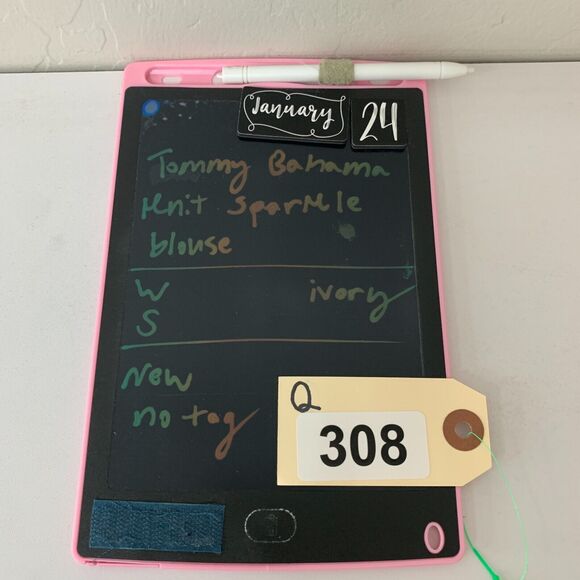 January 24
Tommy Bahama
Knit Sparkle
blouse
W ivory
S
New
no tag
Q
308